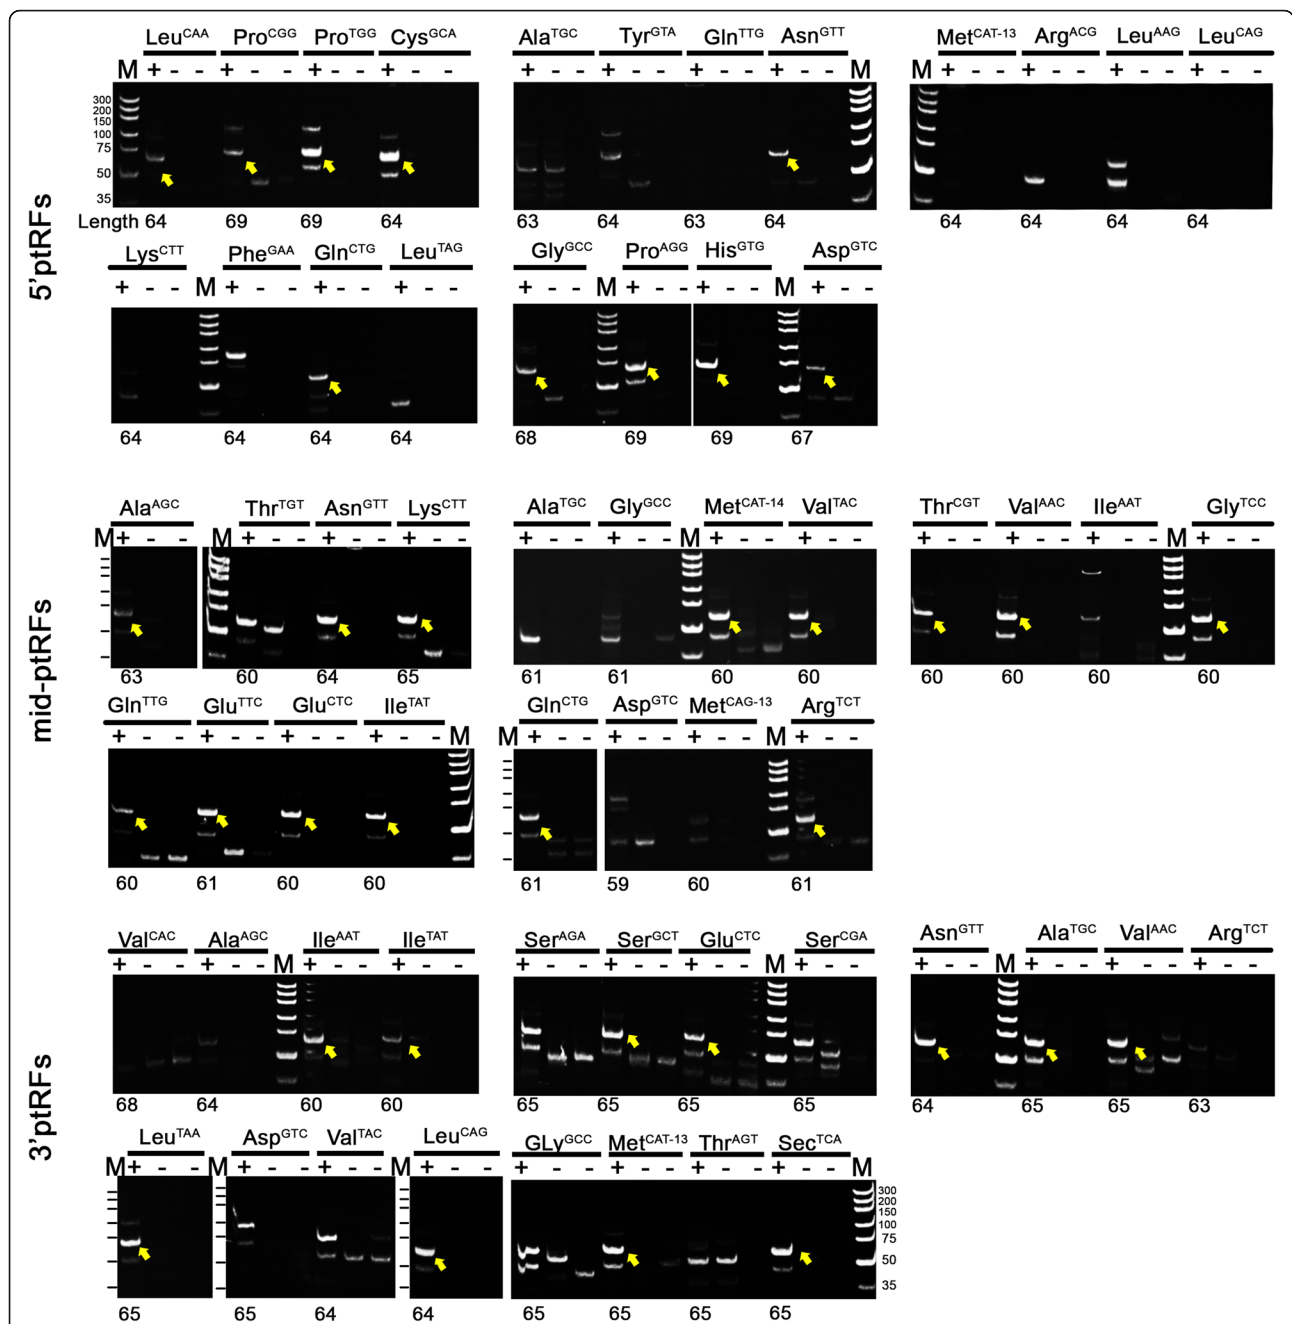 5'ptRFs
Leu^CAA Pro^CGG Pro^TGG Cys^GCA Ala^TGC Tyr^GTA Gln^TTG Asn^GTT Met^CAT-13 Arg^ACG Leu^AAG Leu^CAG
M + - - + - - + - - + - - + - - + - - + - - + - - M M + - - + - - + - - + - -
300
200
150
100
75
50
35
Length 64 69 69 64 63 64 63 64 64 64 64 64
Lys^CTT Phe^GAA Gln^CTG Leu^TAG Gly^GCC Pro^AGG His^GTG Asp^GTC
+ - - M + - - + - - + - - + - - M + - - + - - M + - -
64 64 64 64 68 69 69 67
mid-ptRFs
Ala^AGC Thr^TGT Asn^GTT Lys^CTT Ala^TGC Gly^GCC Met^CAT-14 Val^TAC Thr^CGT Val^AAC Ile^AAT Gly^TCC
M + - - M + - - + - - + - - + - - + - - M + - - + - - + - - + - - + - - M + - -
63 60 64 65 61 61 60 60 60 60 60 60
Gln^TTG Glu^TTC Glu^CTC Ile^TAT Gln^CTG Asp^GTC Met^CAG-13 Arg^TCT
+ - - + - - + - - + - - M M + - - + - - + - - M + - -
60 61 60 60 61 59 60 61
3'ptRFs
Val^CAC Ala^AGC Ile^AAT Ile^TAT Ser^AGA Ser^GCT Glu^CTC Ser^CGA Asn^GTT Ala^TGC Val^AAC Arg^TCT
+ - - + - - M + - - + - - + - - + - - + - - M + - - + - - M + - - + - - + - -
68 64 60 60 65 65 65 65 64 65 65 63
Leu^TAA Asp^GTC Val^TAC Leu^CAG GLy^GCC Met^CAT-13 Thr^AGT Sec^TCA
M + - - M + - - + - - M + - - + - - + - - + - - + - - M
300
200
150
100
75
50
35
65 65 64 64 65 65 65 65